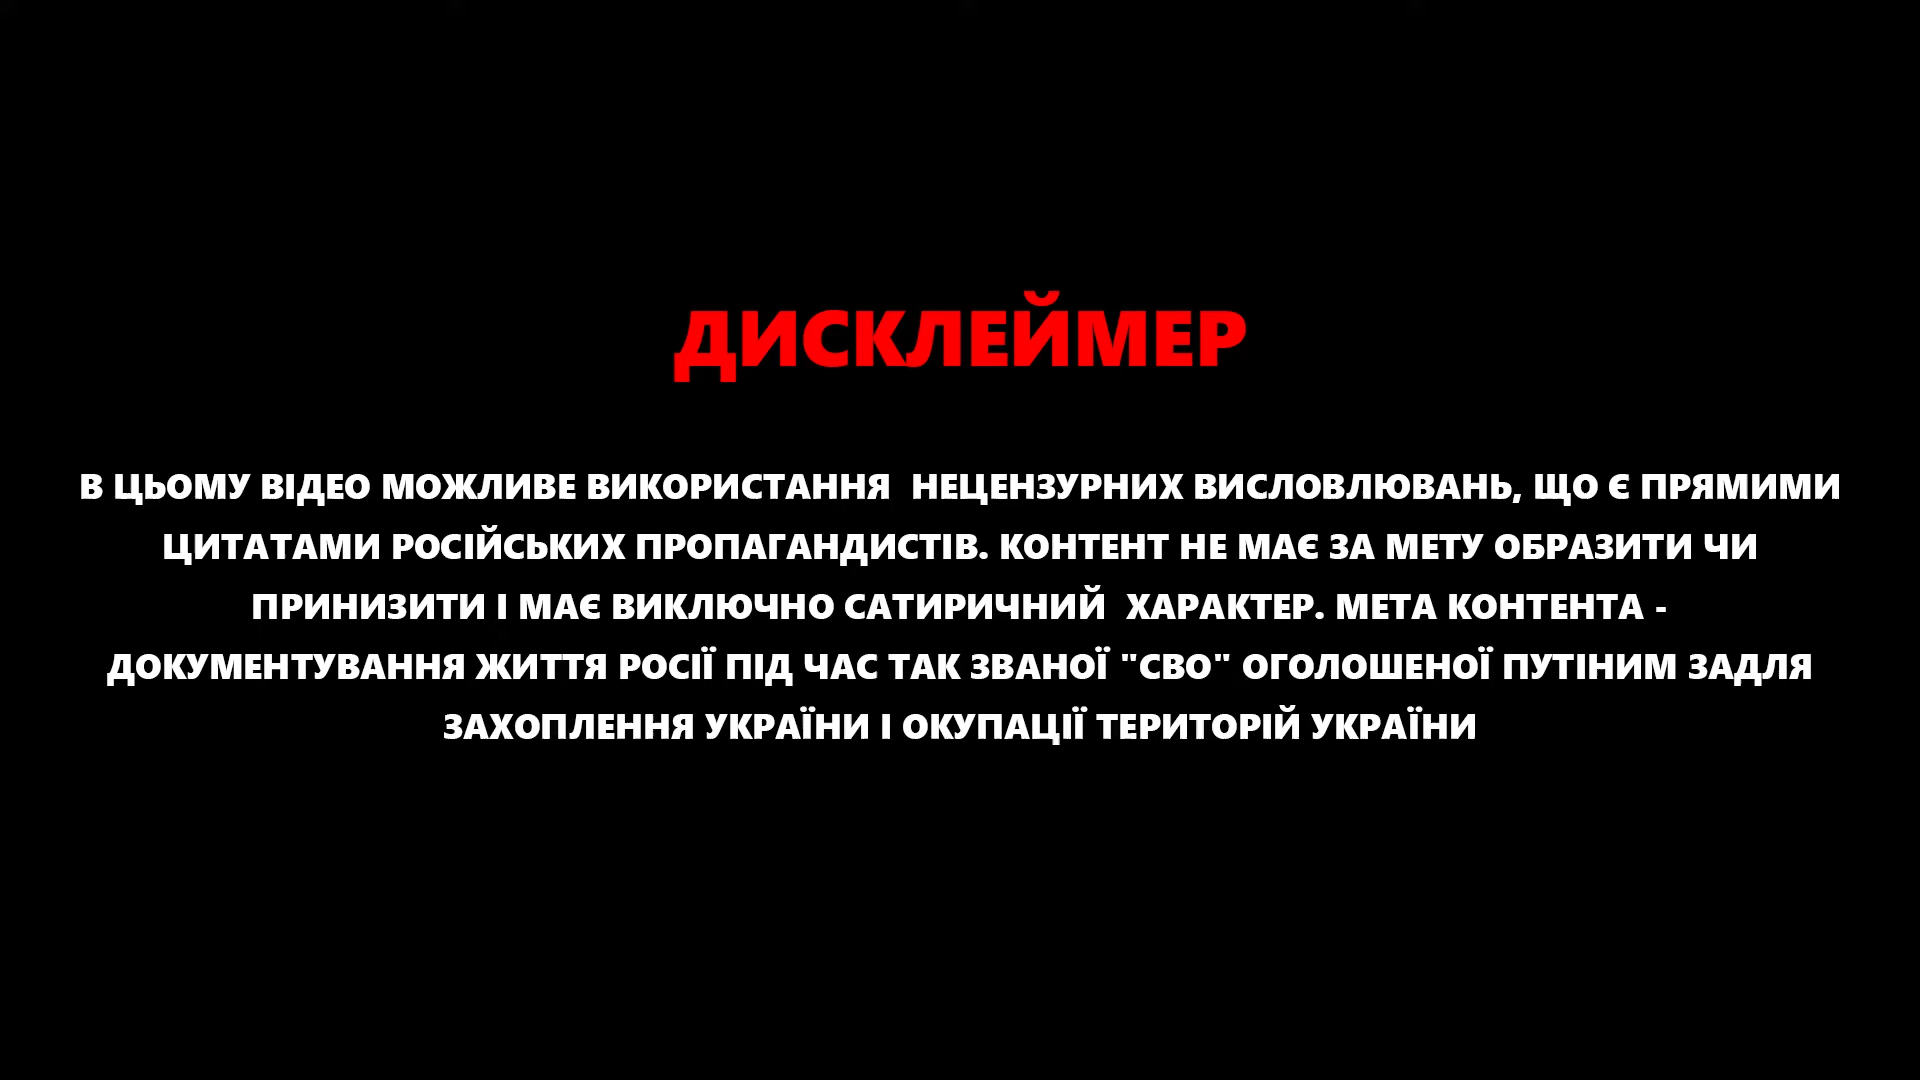 ДИСКЛЕЙМЕР
В ЦЬОМУ ВІДЕО МОЖЛИВЕ ВИКОРИСТАННЯ  НЕЦЕНЗУРНИХ ВИСЛОВЛЮВАНЬ, ЩО Є ПРЯМИМИ
ЦИТАТАМИ РОСІЙСЬКИХ ПРОПАГАНДИСТІВ. КОНТЕНТ НЕ МАЄ ЗА МЕТУ ОБРАЗИТИ ЧИ
ПРИНИЗИТИ І МАЄ ВИКЛЮЧНО САТИРИЧНИЙ  ХАРАКТЕР. МЕТА КОНТЕНТА -
ДОКУМЕНТУВАННЯ ЖИТТЯ РОСІЇ ПІД ЧАС ТАК ЗВАНОЇ "СВО" ОГОЛОШЕНОЇ ПУТІНИМ ЗАДЛЯ
ЗАХОПЛЕННЯ УКРАЇНИ І ОКУПАЦІЇ ТЕРИТОРІЙ УКРАЇНИ